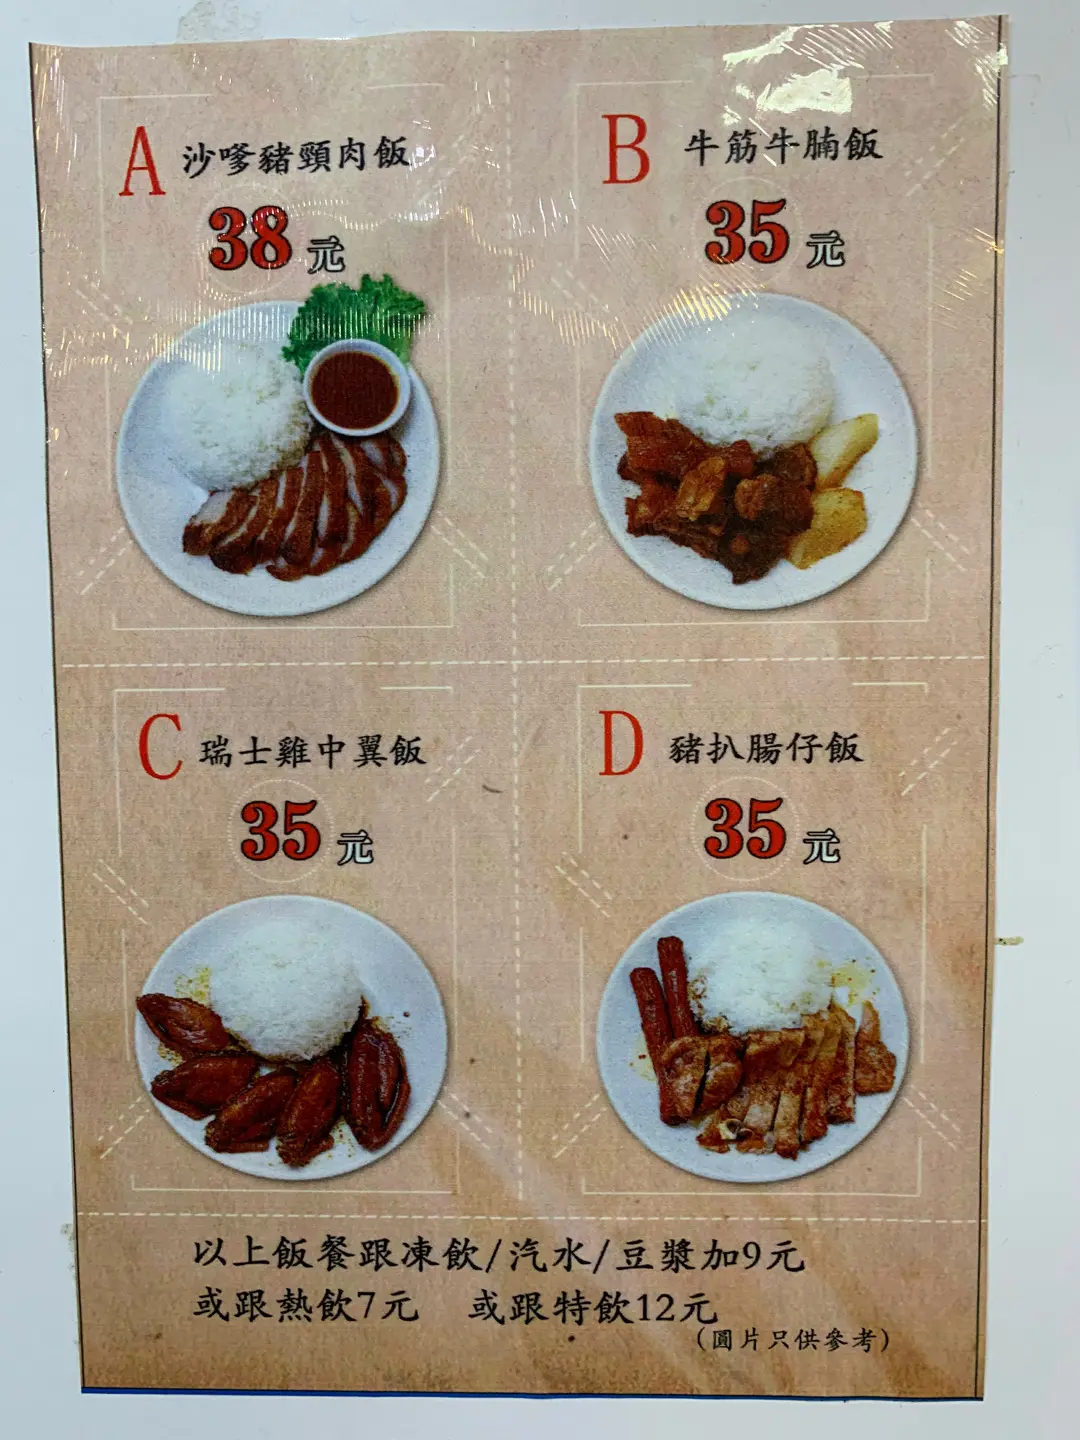 A 沙嗲豬頸肉飯
38元
B 牛筋牛腩飯
35元
C 瑞士雞中翼飯
35元
D 豬扒腸仔飯
35元
以上飯餐跟凍飲/汽水/豆漿加9元
或跟熱飲7元 或跟特飲12元
(圓片只供參考)